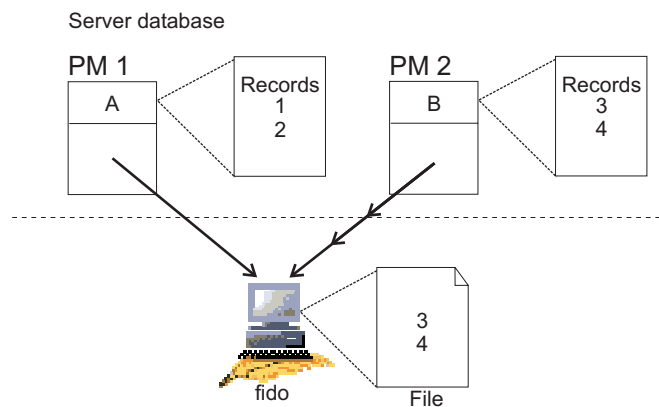 Server database
PM 1
A
Records
1
2
PM 2
B
Records
3
4
fido
3
4
File